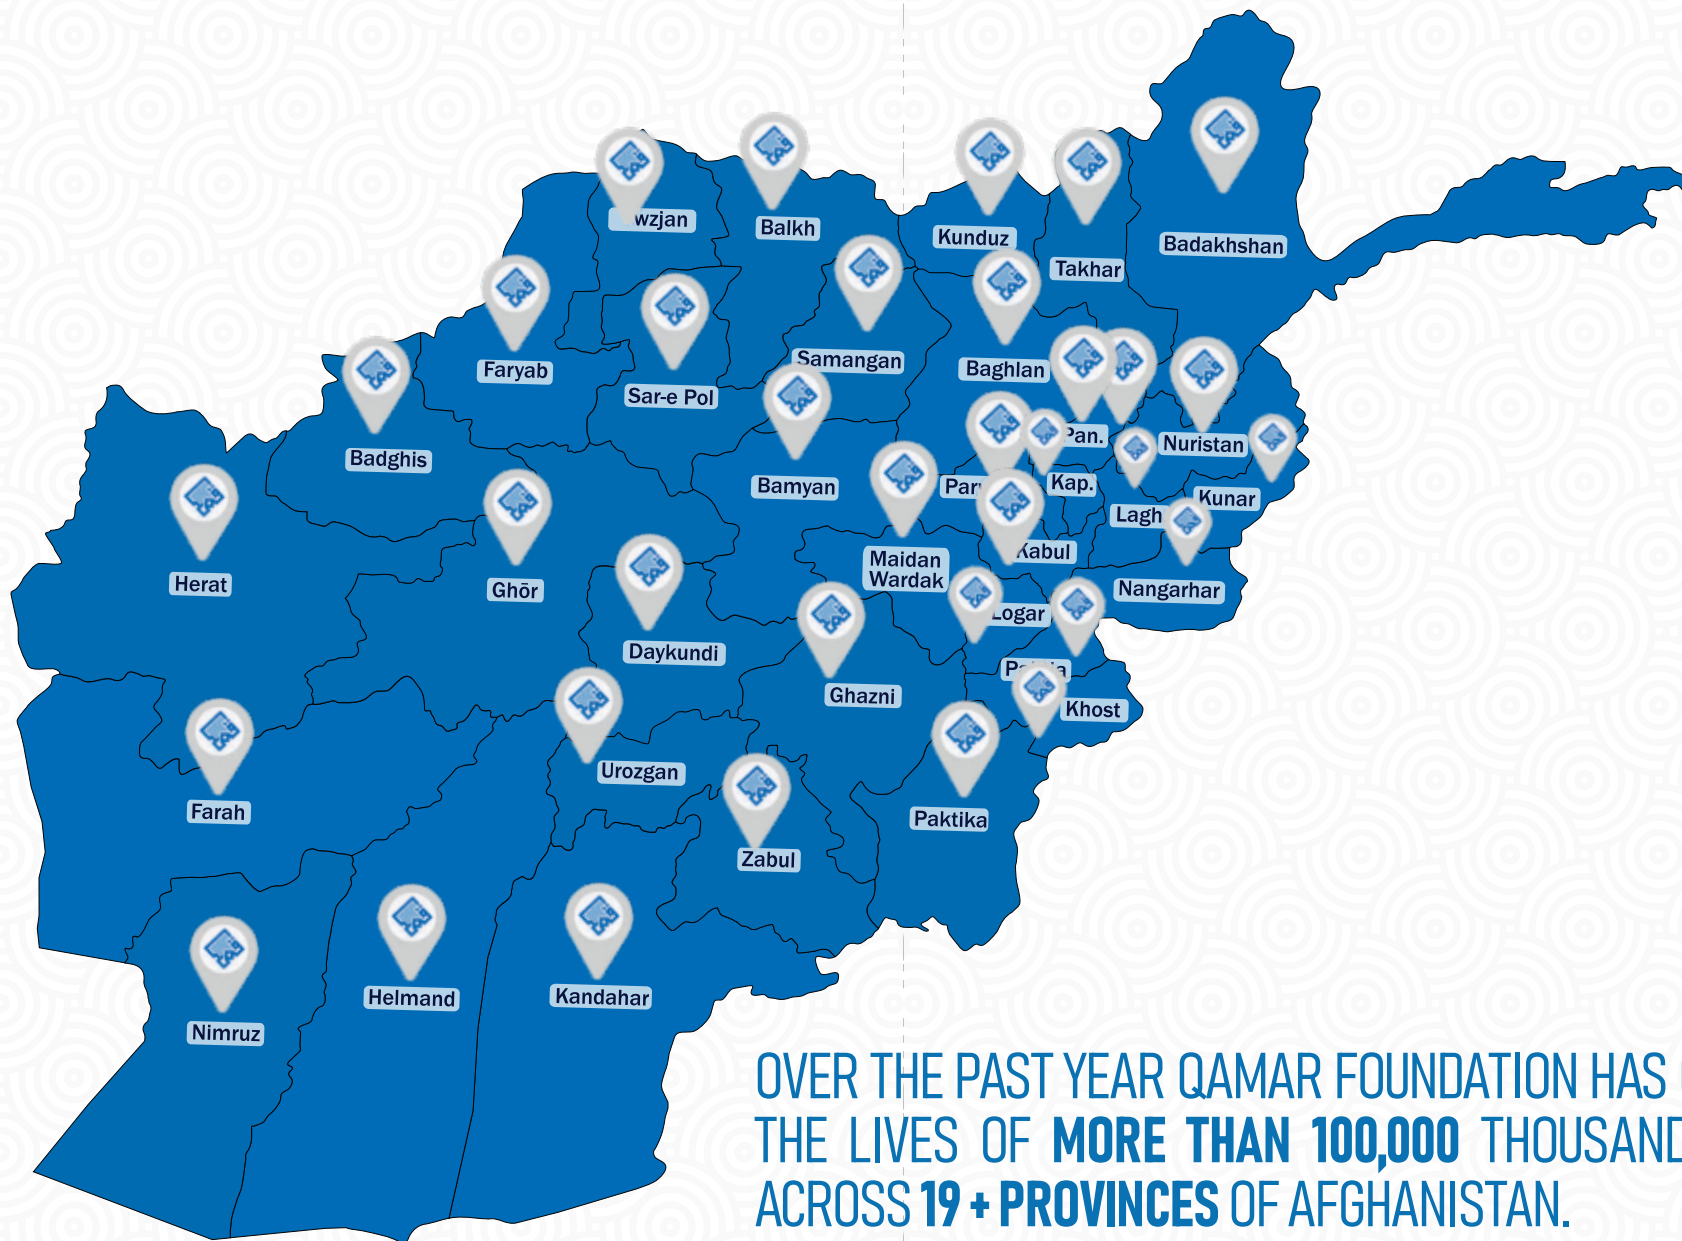 wzjan
Balkh
Kunduz
Takhar
Badakhshan
Faryab
Sar-e Pol
Samangan
Baghlan
Badghis
Bamyan
Pan.
Nuristan
Par
Kap.
Kunar
Lagh
Herat
Ghōr
Maidan
Wardak
Kabul
Nangarhar
Logar
Daykundi
Ghazni
Khost
Urozgan
Farah
Paktika
Zabul
Helmand
Kandahar
Nimruz
OVER THE PAST YEAR QAMAR FOUNDATION HAS
THE LIVES OF MORE THAN 100,000 THOUSAND
ACROSS 19 + PROVINCES OF AFGHANISTAN.